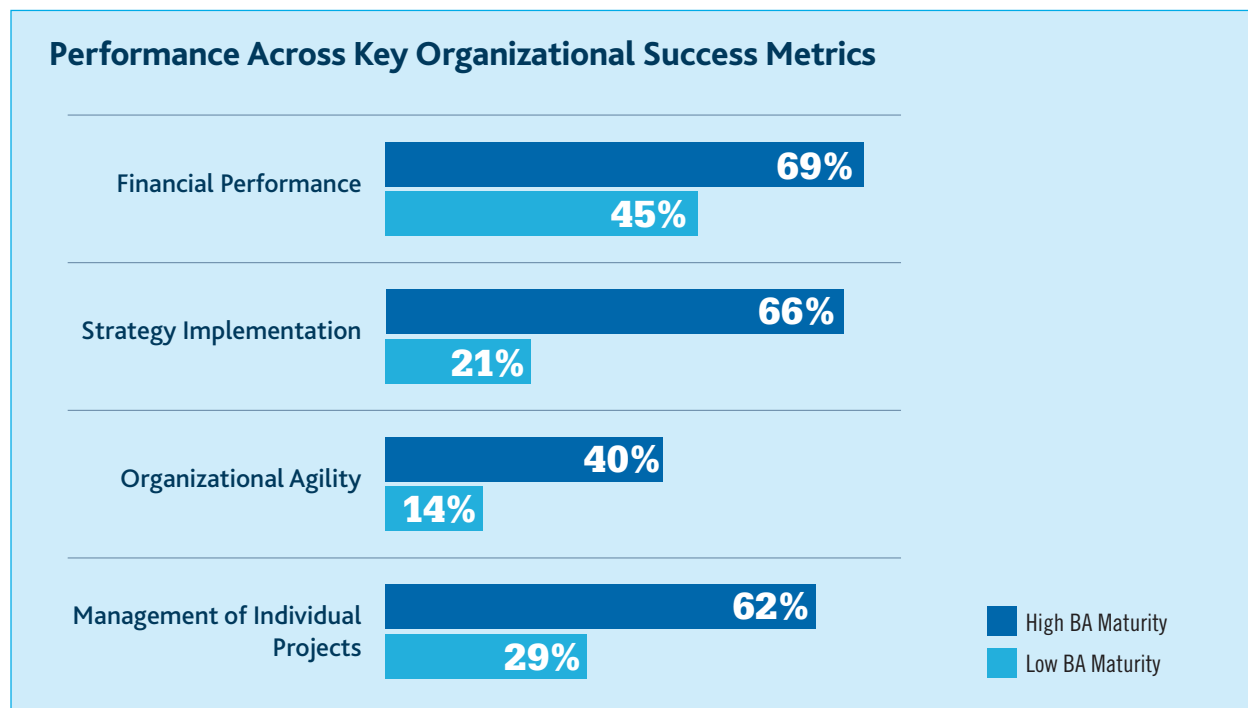 Performance Across Key Organizational Success Metrics
Financial Performance
69%
45%
Strategy Implementation
66%
21%
Organizational Agility
40%
14%
Management of Individual
Projects
62%
29%
High BA Maturity
Low BA Maturity